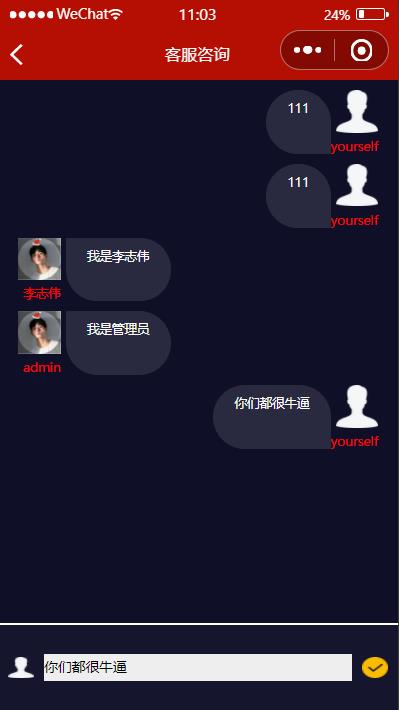 WeChat 11:03 24%
客服咨询
111
yourself
111
yourself
我是李志伟
李志伟
我是管理员
admin
你们都很牛逼
yourself
你们都很牛逼